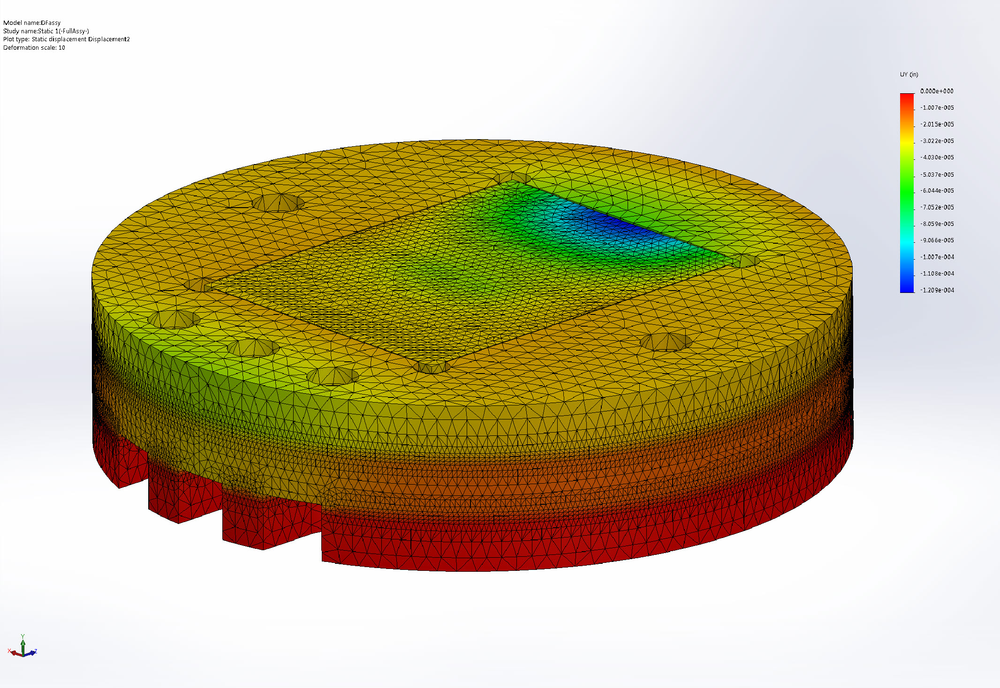 Model name:DFassy
Study name:Static 1(-FullAssy-)
Plot type: Static displacement Displacement2
Deformation scale: 10
UY (in)
0.000e+000
-1.007e-005
-2.015e-005
-3.022e-005
-4.030e-005
-5.037e-005
-6.044e-005
-7.052e-005
-8.059e-005
-9.066e-005
-1.007e-004
-1.108e-004
-1.209e-004
Y
X
Z